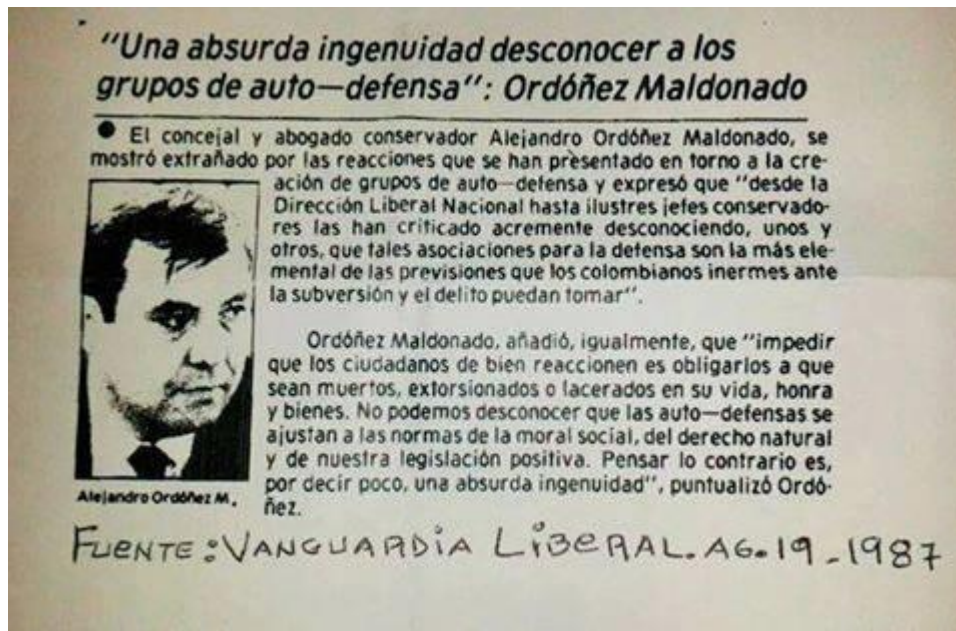 "Una absurda ingenuidad desconocer a los
grupos de auto—defensa": Ordóñez Maldonado
● El concejal y abogado conservador Alejandro Ordóñez Maldonado, se
mostró extrañado por las reacciones que se han presentado en torno a la cre-
ación de grupos de auto—defensa y expresó que "desde la
Dirección Liberal Nacional hasta ilustres jefes conservado-
res las han criticado acremente desconociendo, unos y
otros, que tales asociaciones para la defensa son la más ele-
mental de las previsiones que los colombianos inermes ante
la subversión y el delito puedan tomar".
Ordóñez Maldonado, añadió, igualmente, que "impedir
que los ciudadanos de bien reaccionen es obligarlos a que
sean muertos, extorsionados o lacerados en su vida, honra
y bienes. No podemos desconocer que las auto—defensas se
ajustan a las normas de la moral social, del derecho natural
y de nuestra legislación positiva. Pensar lo contrario es,
por decir poco, una absurda ingenuidad", puntualizó Ordó-
ñez.
Alejandro Ordóñez M.
FUENTE: VANGUARDIA LIBERAL. AG. 19 - 1987